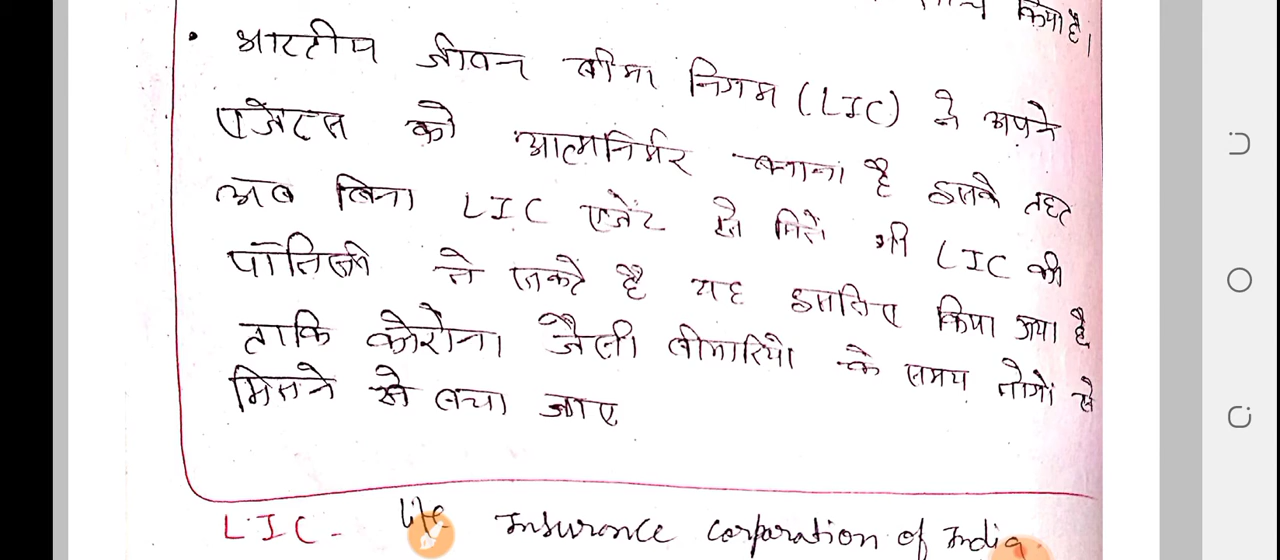 किया है।
• भारतीय जीवन बीमा निगम (LIC) ने अपने
एजेंटस को आत्मनिर्भर बनाना है इसके तहत
अब बिना LIC एजेंट से मिले भी LIC की
पॉलिसी ले सकते है यह इसलिए किया गया है
ताकि कोरोना जैसी बीमारियो के समय लोगों से
मिलने से बचा जाए
LIC - Life Insurance corporation of India.